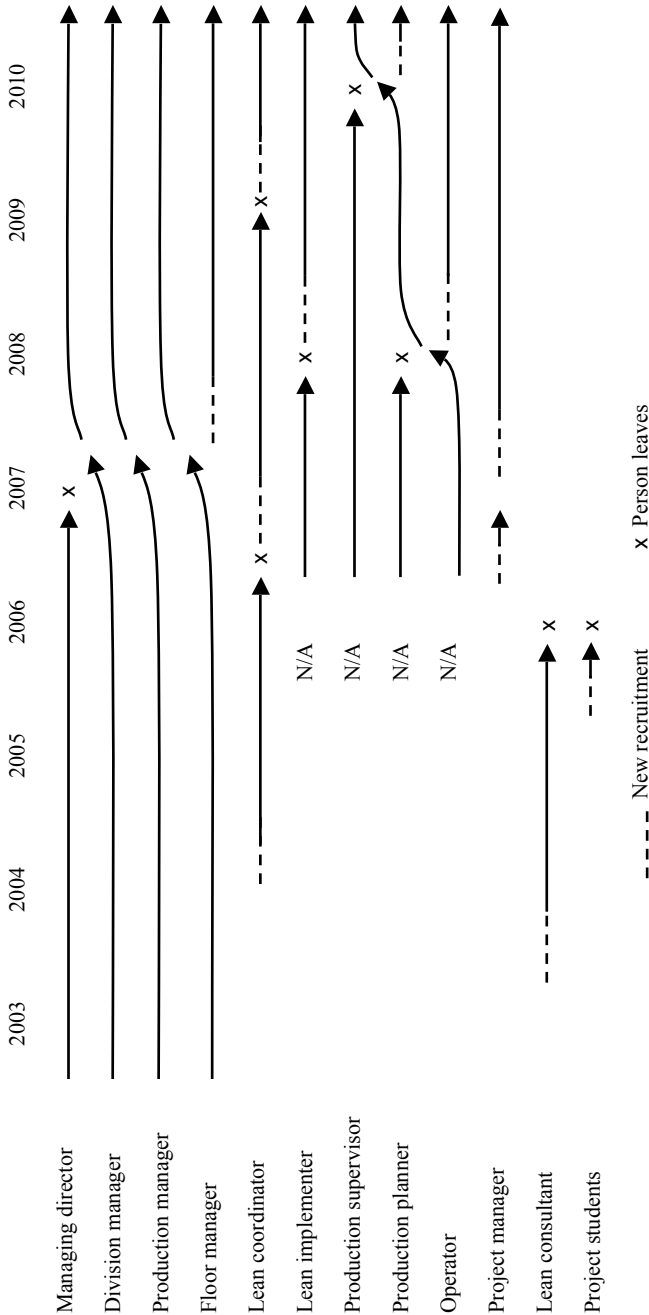 2003 2004 2005 2006 2007 2008 2009 2010
Managing director x
Division manager
Production manager
Floor manager
Lean coordinator x x
Lean implementer N/A x
Production supervisor N/A x
Production planner N/A x
Operator N/A
Project manager
Lean consultant x
Project students x
New recruitment x Person leaves